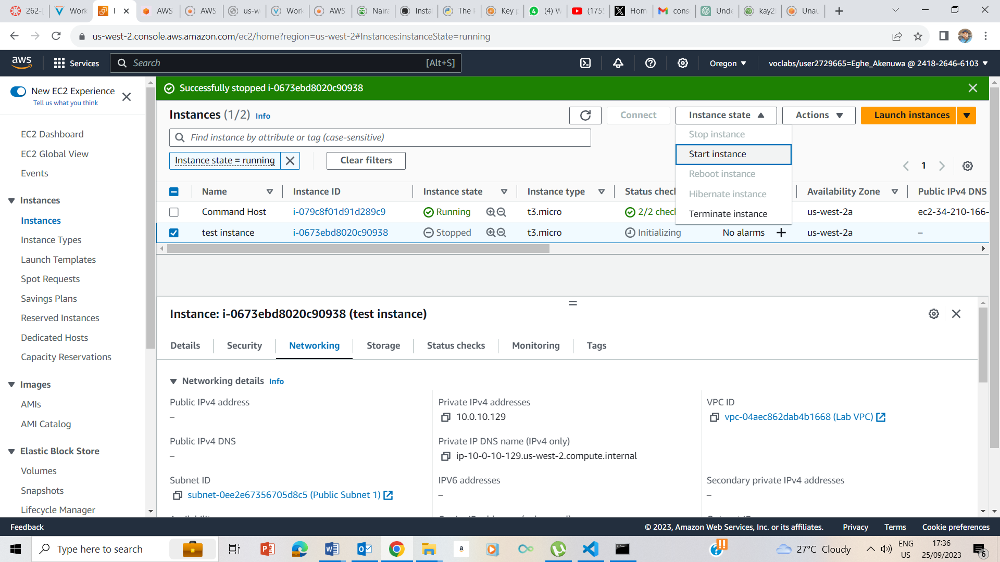 262-[
Work
I
AWS
AWS
us-w
Work
AWS
Naira
Insta
The P
Key p
(4) W
(175
Hom
cons
Unde
kay2
Unau
us-west-2.console.aws.amazon.com/ec2/home?region=us-west-2#Instances:instanceState=running
aws
Services
Search
[Alt+S]
Oregon
voclabs/user2729665=Eghe_Akenuwa @ 2418-2646-6103
New EC2 Experience
Tell us what you think
EC2 Dashboard
EC2 Global View
Events
Instances
Instances
Instance Types
Launch Templates
Spot Requests
Savings Plans
Reserved Instances
Dedicated Hosts
Capacity Reservations
Images
AMIs
AMI Catalog
Elastic Block Store
Volumes
Snapshots
Lifecycle Manager
Successfully stopped i-0673ebd8020c90938
Instances (1/2) Info
Connect
Instance state
Actions
Launch instances
Find instance by attribute or tag (case-sensitive)
Instance state = running
Clear filters
1
Stop instance
Start instance
Reboot instance
Hibernate instance
Terminate instance
Name Instance ID Instance state Instance type Status check Availability Zone Public IPv4 DNS
Command Host i-079c8f01d91d289c9 Running t3.micro 2/2 chec us-west-2a ec2-34-210-166-
test instance i-0673ebd8020c90938 Stopped t3.micro Initializing No alarms + us-west-2a –
Instance: i-0673ebd8020c90938 (test instance)
Details Security Networking Storage Status checks Monitoring Tags
Networking details Info
Public IPv4 address
–
Private IPv4 addresses
10.0.10.129
VPC ID
vpc-04aec862dab4b1668 (Lab VPC)
Public IPv4 DNS
–
Private IP DNS name (IPv4 only)
ip-10-0-10-129.us-west-2.compute.internal
Subnet ID
subnet-0ee2e67356705d8c5 (Public Subnet 1)
IPV6 addresses
–
Secondary private IPv4 addresses
–
Feedback
© 2023, Amazon Web Services, Inc. or its affiliates.
Privacy
Terms
Cookie preferences
Type here to search
a
27°C Cloudy
ENG
US
17:36
25/09/2023
6